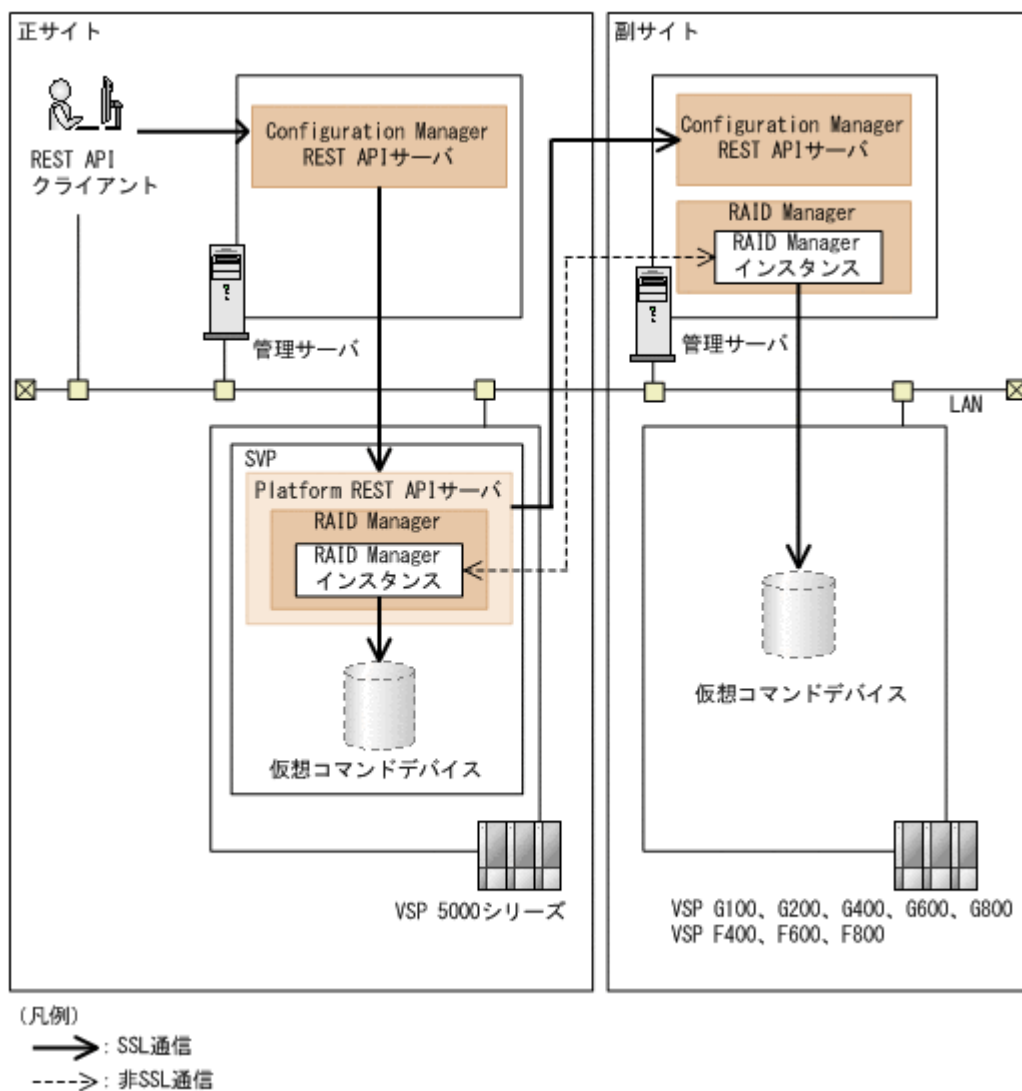 正サイト
REST API
クライアント
Configuration Manager
REST APIサーバ
管理サーバ
SVP
Platform REST APIサーバ
RAID Manager
RAID Manager
インスタンス
仮想コマンドデバイス
VSP 5000シリーズ
副サイト
Configuration Manager
REST APIサーバ
RAID Manager
RAID Manager
インスタンス
管理サーバ
LAN
仮想コマンドデバイス
VSP G100、G200、G400、G600、G800
VSP F400、F600、F800
(凡例)
: SSL通信
: 非SSL通信